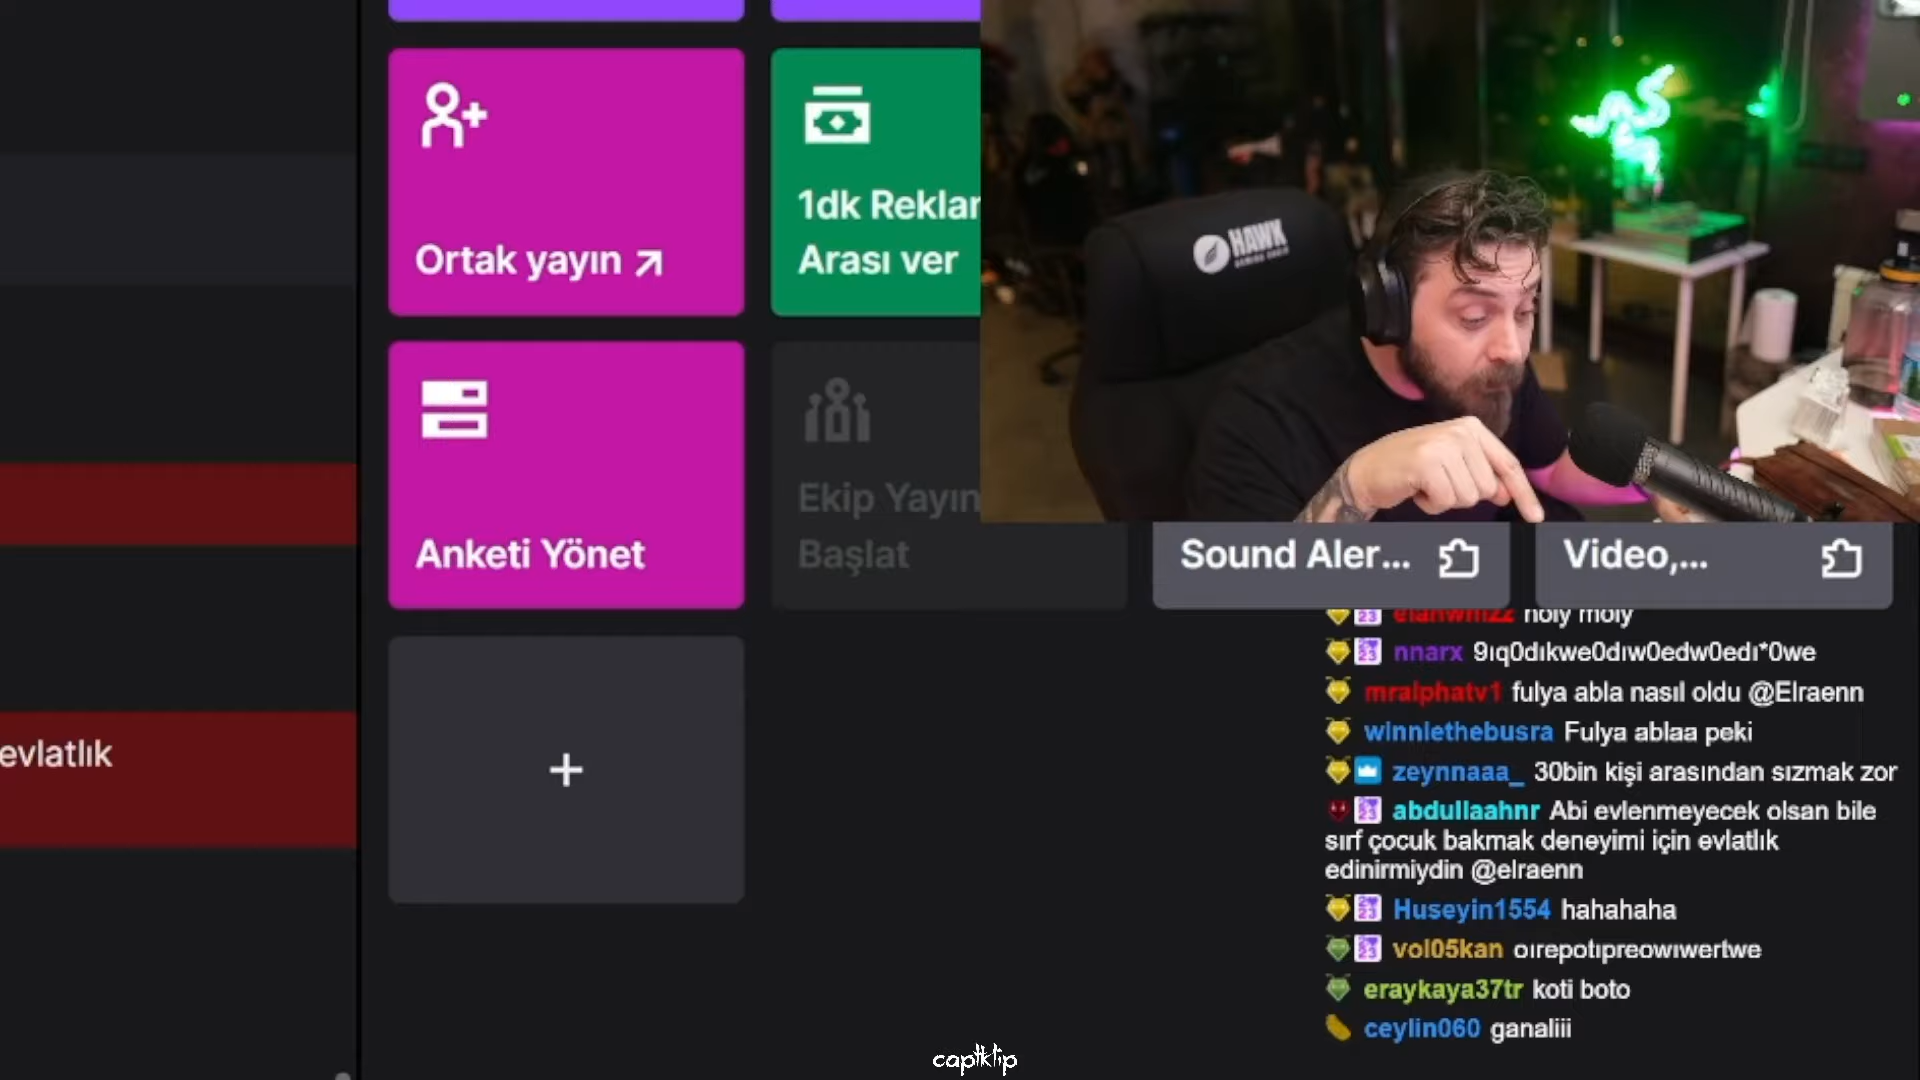 Ortak yayın
1dk Reklam
Arası ver
HAWK
Anketi Yönet
Ekip Yayın
Başlat
Sound Aler...
Video,...
evlatlık
elanwhizz holy moly
nnarx 9ıq0dıkwe0dıw0edw0edı*0we
mralphatv1 fulya abla nasıl oldu @Elraenn
winniethebusra Fulya ablaa peki
zeynnaaa_ 30bin kişi arasından sızmak zor
abdullaahnr Abi evlenmeyecek olsan bile
sırf çocuk bakmak deneyimi için evlatlık
edinirmiydin @elraenn
Huseyin1554 hahahaha
vol05kan oırepotıpreowıwertwe
eraykaya37tr koti boto
ceylin060 ganaliii
captklip